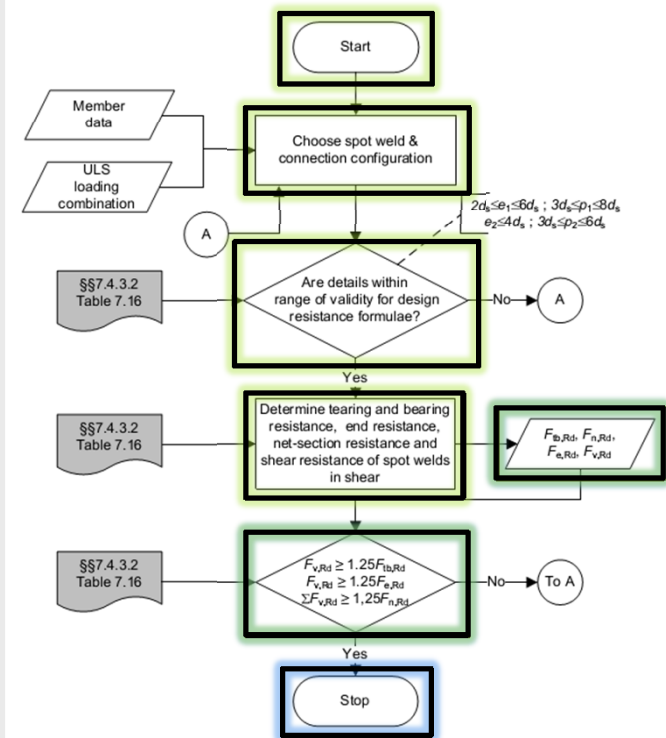 Start
Member
data
ULS
loading
combination
Choose spot weld &
connection configuration
2dₛ≤e₁≤6dₛ ; 3dₛ≤p₁≤8dₛ
e₂≤4dₛ ; 3dₛ≤p₂≤6dₛ
A
§§7.4.3.2
Table 7.16
Are details within
range of validity for design
resistance formulae?
No
A
Yes
§§7.4.3.2
Table 7.16
Determine tearing and bearing
resistance, end resistance,
net-section resistance and
shear resistance of spot welds
in shear
Ftb,Rd, Fn,Rd,
Fe,Rd, Fv,Rd
§§7.4.3.2
Table 7.16
Fv,Rd ≥ 1.25Ftb,Rd
Fv,Rd ≥ 1.25Fe,Rd
ΣFv,Rd ≥ 1,25Fn,Rd
No
To A
Yes
Stop